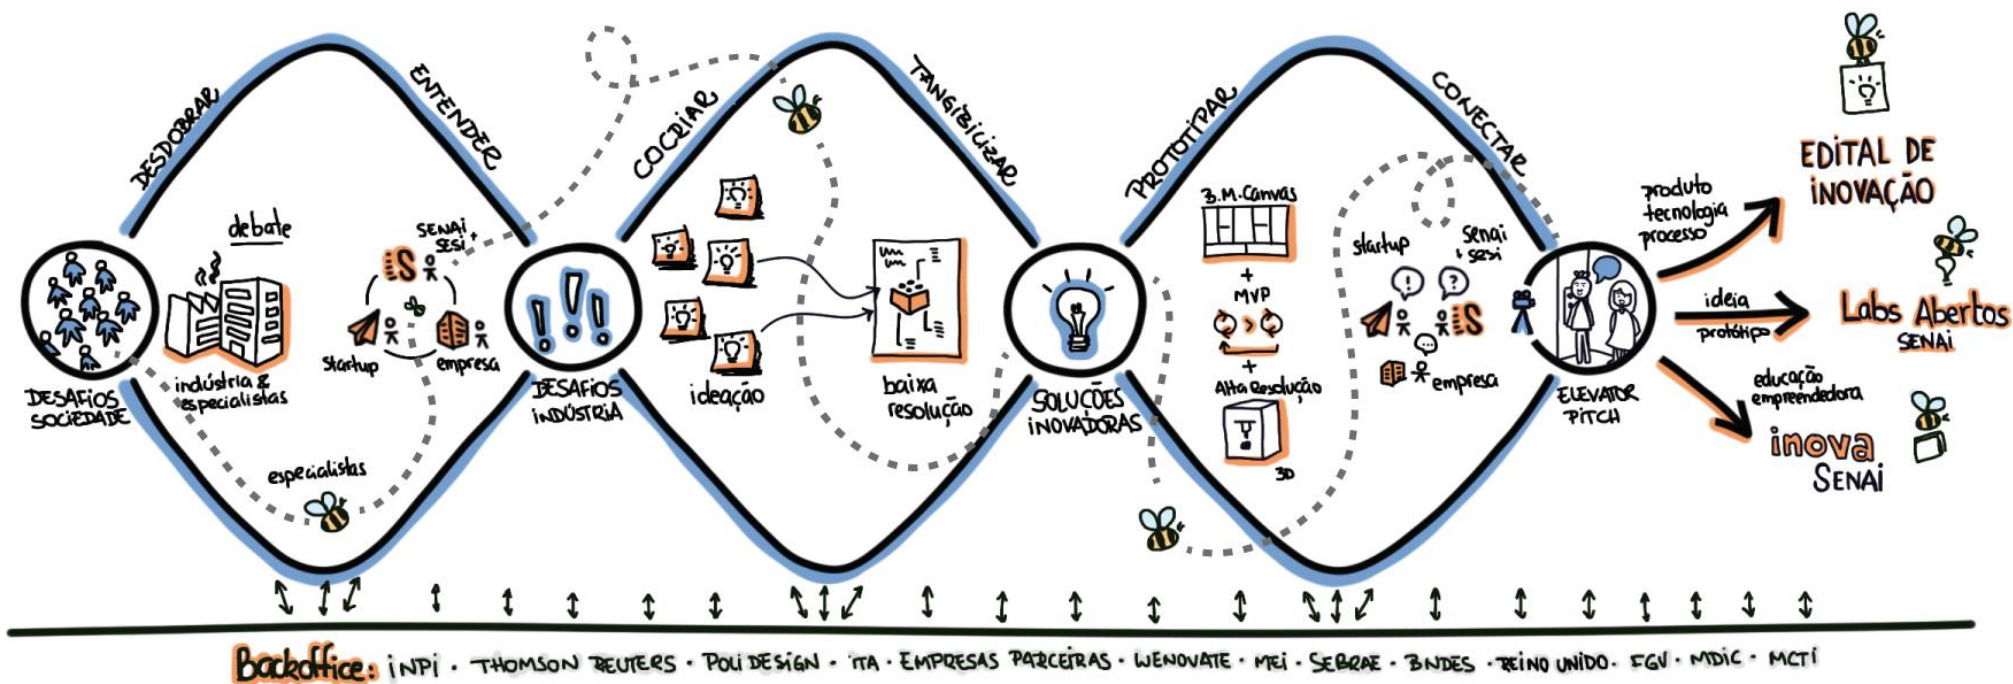 DESDOBRAR
ENTENDER
debate
SENAI +
SESI
iS
startup
empresa
indústria &
especialistas
DESAFIOS
SOCIEDADE
especialistas
DESAFIOS
INDÚSTRIA
COCRIAR
TANGIBILIZAR
ideação
baixa
resolução
SOLUÇÕES
INOVADORAS
PROTOTIPAR
CONECTAR
B.M.Canvas
+
MVP
+
Alta Resolução
3D
startup
Senai
+ sesi
! ?
iS
empresa
ELEVATOR
PITCH
produto
tecnologia
processo
EDITAL DE
INOVAÇÃO
ideia
protótipo
Labs Abertos
SENAI
educação
empreendedora
inova
SENAI
Backoffice: INPI · THOMSON REUTERS · POLI DESIGN · ITA · EMPRESAS PARCEIRAS · WENOVATE · MEI · SEBRAE · BNDES · REINO UNIDO · FGV · MDIC · MCTI